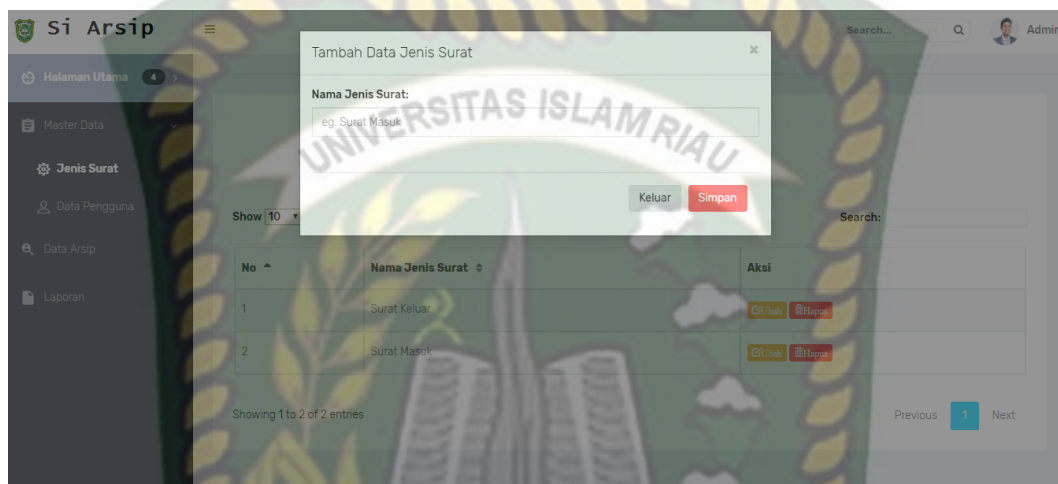 Si Arsip
Search...
Admin
Halaman Utama 4
Master Data
Jenis Surat
Data Pengguna
Data Arsip
Laporan
Tambah Data Jenis Surat
×
Nama Jenis Surat:
eg. Surat Masuk
Keluar Simpan
UNIVERSITAS ISLAM RIAU
Show 10
Search:
No Nama Jenis Surat Aksi
1 Surat Keluar Ubah Hapus
2 Surat Masuk Ubah Hapus
Showing 1 to 2 of 2 entries
Previous 1 Next